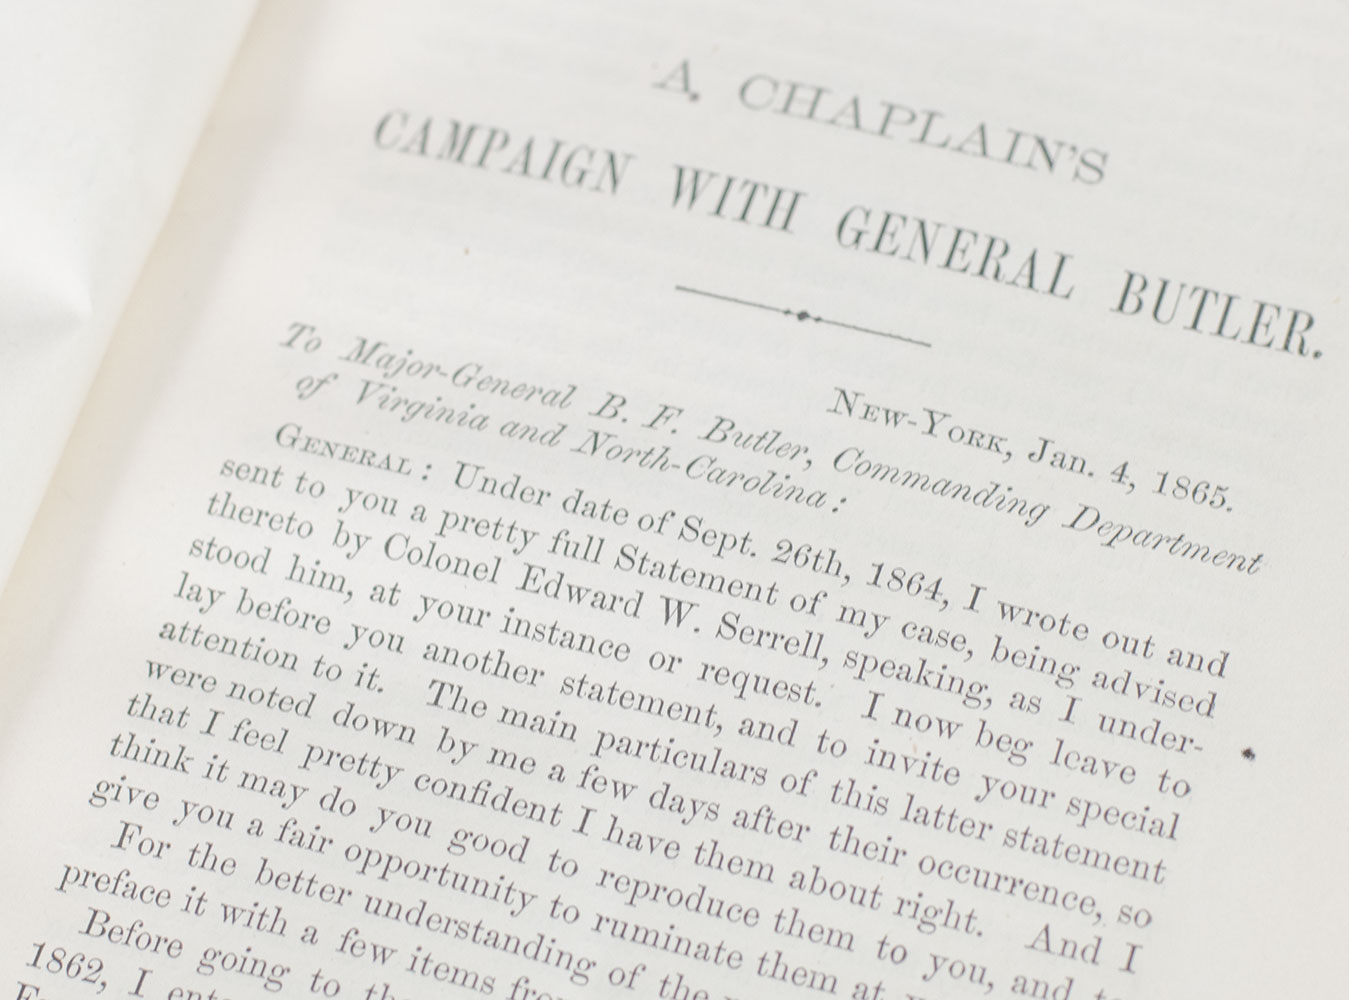 A CHAPLAIN'S
CAMPAIGN WITH GENERAL BUTLER.
NEW-YORK, Jan. 4, 1865.
To Major-General B. F. Butler, Commanding Department
of Virginia and North-Carolina:
GENERAL: Under date of Sept. 26th, 1864, I wrote out and
sent to you a pretty full Statement of my case, being advised
thereto by Colonel Edward W. Serrell, speaking, as I under-
stood him, at your instance or request. I now beg leave to
lay before you another statement, and to invite your special
attention to it. The main particulars of this latter statement
were noted down by me a few days after their occurrence, so
that I feel pretty confident I have them about right. And I
think it may do you good to reproduce them to you, and
give you a fair opportunity to ruminate them at
For the better understanding of the
preface it with a few items
Before going to
1862, I